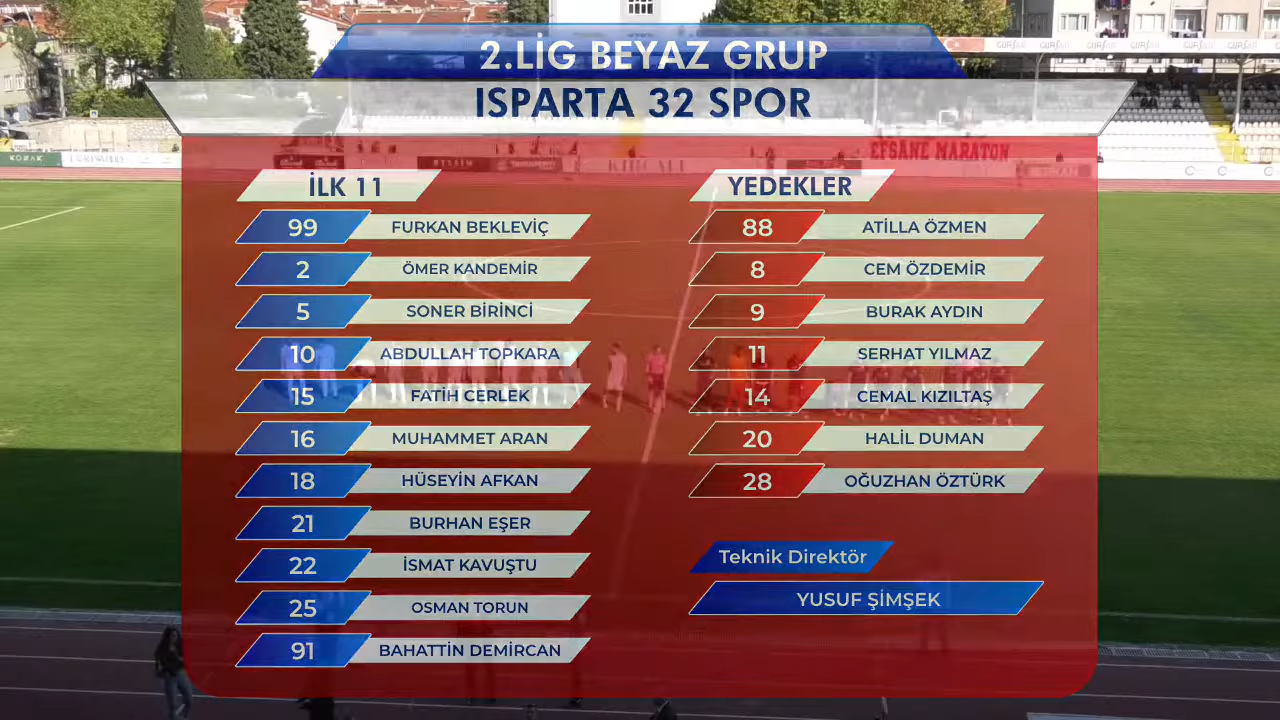 2.LİG BEYAZ GRUP
ISPARTA 32 SPOR
EFSANE MARATON
İLK 11
99 FURKAN BEKLEVİÇ
2 ÖMER KANDEMİR
5 SONER BİRİNCİ
10 ABDULLAH TOPKARA
15 FATİH CERLEK
16 MUHAMMET ARAN
18 HÜSEYİN AFKAN
21 BURHAN EŞER
22 İSMAT KAVUŞTU
25 OSMAN TORUN
91 BAHATTİN DEMİRCAN
YEDEKLER
88 ATİLLA ÖZMEN
8 CEM ÖZDEMİR
9 BURAK AYDIN
11 SERHAT YILMAZ
14 CEMAL KIZILTAŞ
20 HALİL DUMAN
28 OĞUZHAN ÖZTÜRK
Teknik Direktör
YUSUF ŞİMŞEK